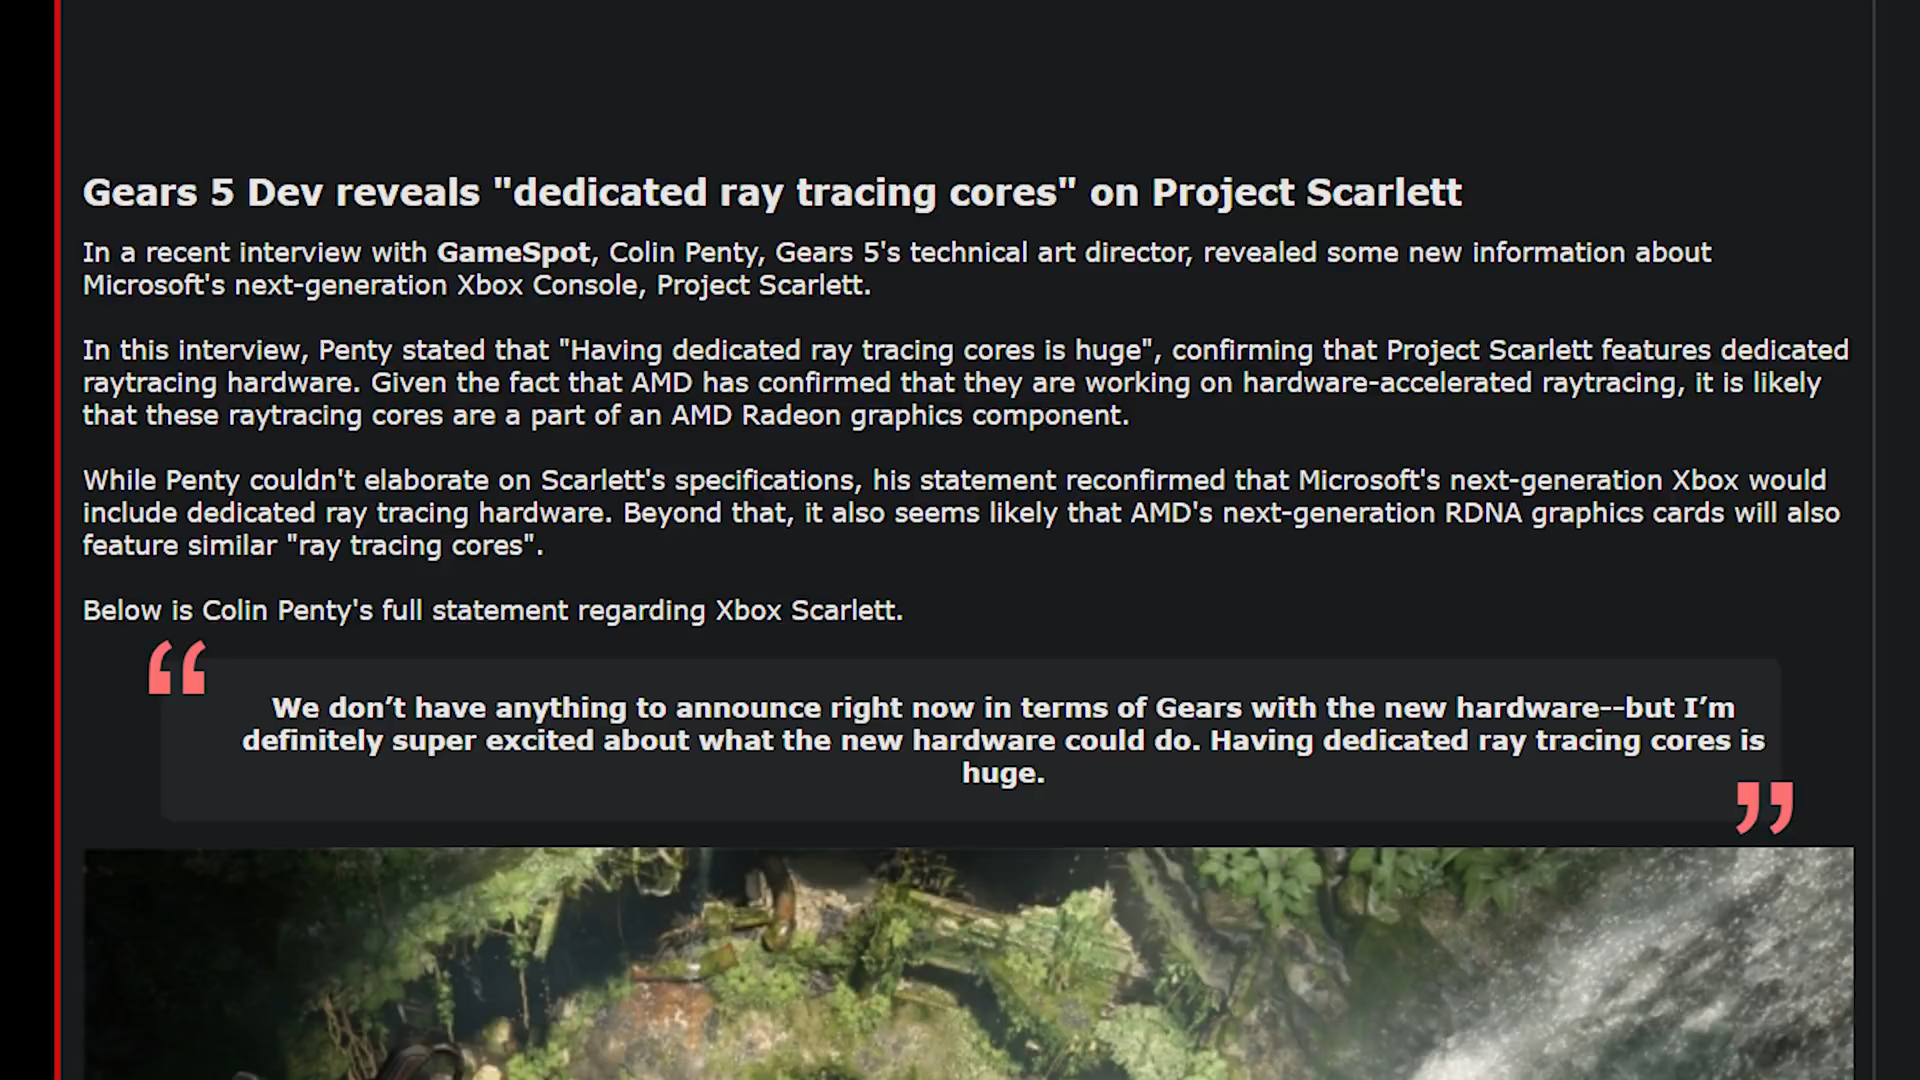 Gears 5 Dev reveals "dedicated ray tracing cores" on Project Scarlett
In a recent interview with GameSpot, Colin Penty, Gears 5's technical art director, revealed some new information about
Microsoft's next-generation Xbox Console, Project Scarlett.
In this interview, Penty stated that "Having dedicated ray tracing cores is huge", confirming that Project Scarlett features dedicated
raytracing hardware. Given the fact that AMD has confirmed that they are working on hardware-accelerated raytracing, it is likely
that these raytracing cores are a part of an AMD Radeon graphics component.
While Penty couldn't elaborate on Scarlett's specifications, his statement reconfirmed that Microsoft's next-generation Xbox would
include dedicated ray tracing hardware. Beyond that, it also seems likely that AMD's next-generation RDNA graphics cards will also
feature similar "ray tracing cores".
Below is Colin Penty's full statement regarding Xbox Scarlett.
“
We don’t have anything to announce right now in terms of Gears with the new hardware--but I’m
definitely super excited about what the new hardware could do. Having dedicated ray tracing cores is
huge.
”